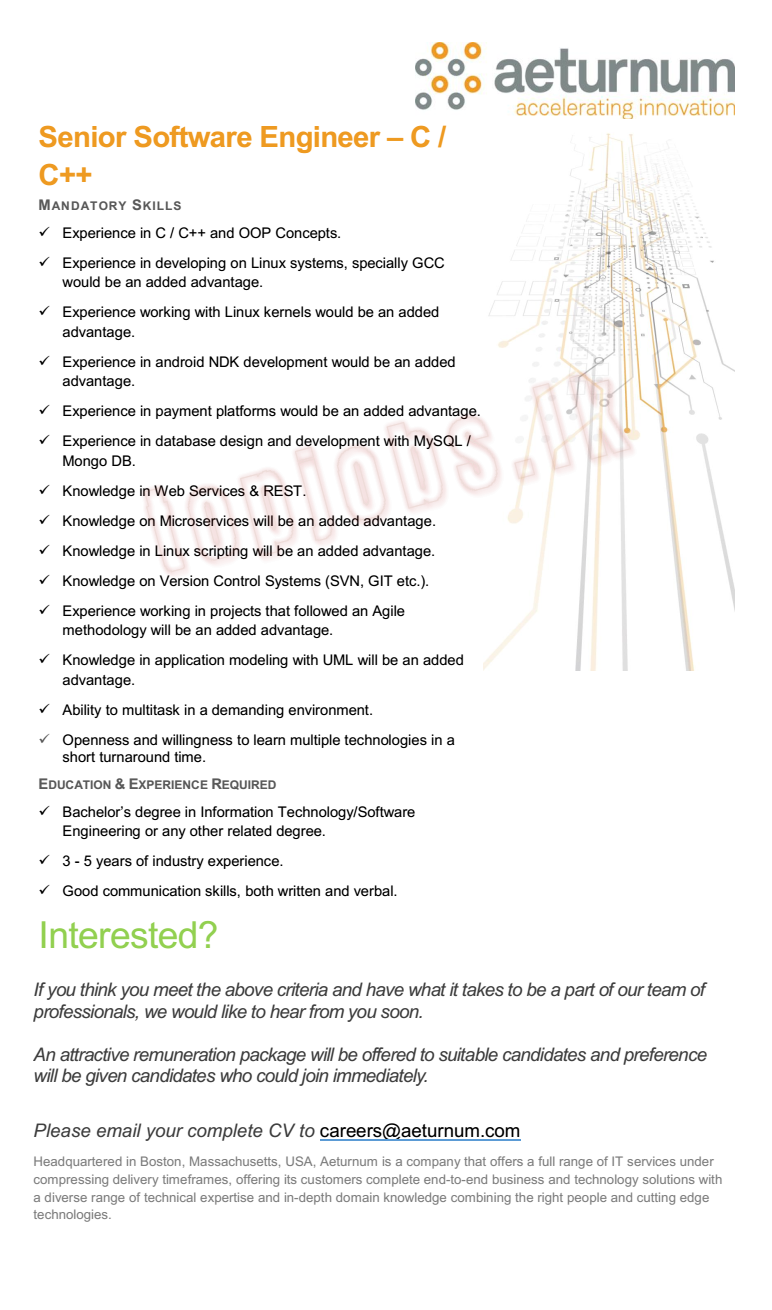 aeturnum
accelerating innovation
Senior Software Engineer – C /
C++
MANDATORY SKILLS
✓ Experience in C / C++ and OOP Concepts.
✓ Experience in developing on Linux systems, specially GCC
would be an added advantage.
✓ Experience working with Linux kernels would be an added
advantage.
✓ Experience in android NDK development would be an added
advantage.
✓ Experience in payment platforms would be an added advantage.
✓ Experience in database design and development with MySQL /
Mongo DB.
✓ Knowledge in Web Services & REST.
✓ Knowledge on Microservices will be an added advantage.
✓ Knowledge in Linux scripting will be an added advantage.
✓ Knowledge on Version Control Systems (SVN, GIT etc.).
✓ Experience working in projects that followed an Agile
methodology will be an added advantage.
✓ Knowledge in application modeling with UML will be an added
advantage.
✓ Ability to multitask in a demanding environment.
✓ Openness and willingness to learn multiple technologies in a
short turnaround time.
EDUCATION & EXPERIENCE REQUIRED
✓ Bachelor's degree in Information Technology/Software
Engineering or any other related degree.
✓ 3 - 5 years of industry experience.
✓ Good communication skills, both written and verbal.
Interested?
If you think you meet the above criteria and have what it takes to be a part of our team of
professionals, we would like to hear from you soon.
An attractive remuneration package will be offered to suitable candidates and preference
will be given candidates who could join immediately.
Please email your complete CV to careers@aeturnum.com
Headquartered in Boston, Massachusetts, USA, Aeturnum is a company that offers a full range of IT services under
compressing delivery timeframes, offering its customers complete end-to-end business and technology solutions with
a diverse range of technical expertise and in-depth domain knowledge combining the right people and cutting edge
technologies.
topjobs.lk